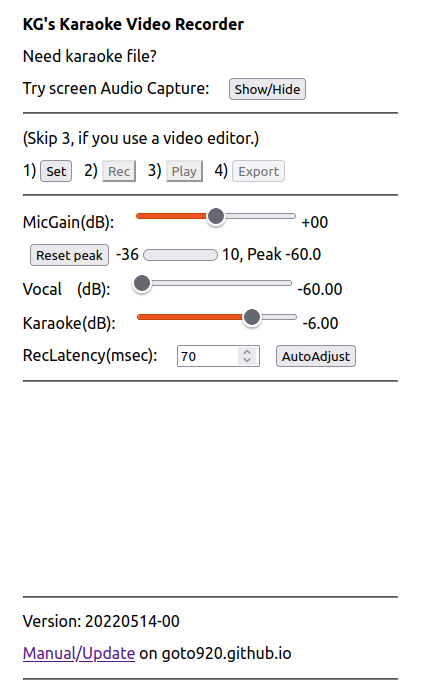 KG's Karaoke Video Recorder
Need karaoke file?
Try screen Audio Capture: Show/Hide
(Skip 3, if you use a video editor.)
1) Set 2) Rec 3) Play 4) Export
MicGain(dB): +00
Reset peak -36 10, Peak -60.0
Vocal (dB): -60.00
Karaoke(dB): -6.00
RecLatency(msec): 70 AutoAdjust
Version: 20220514-00
Manual/Update on goto920.github.io